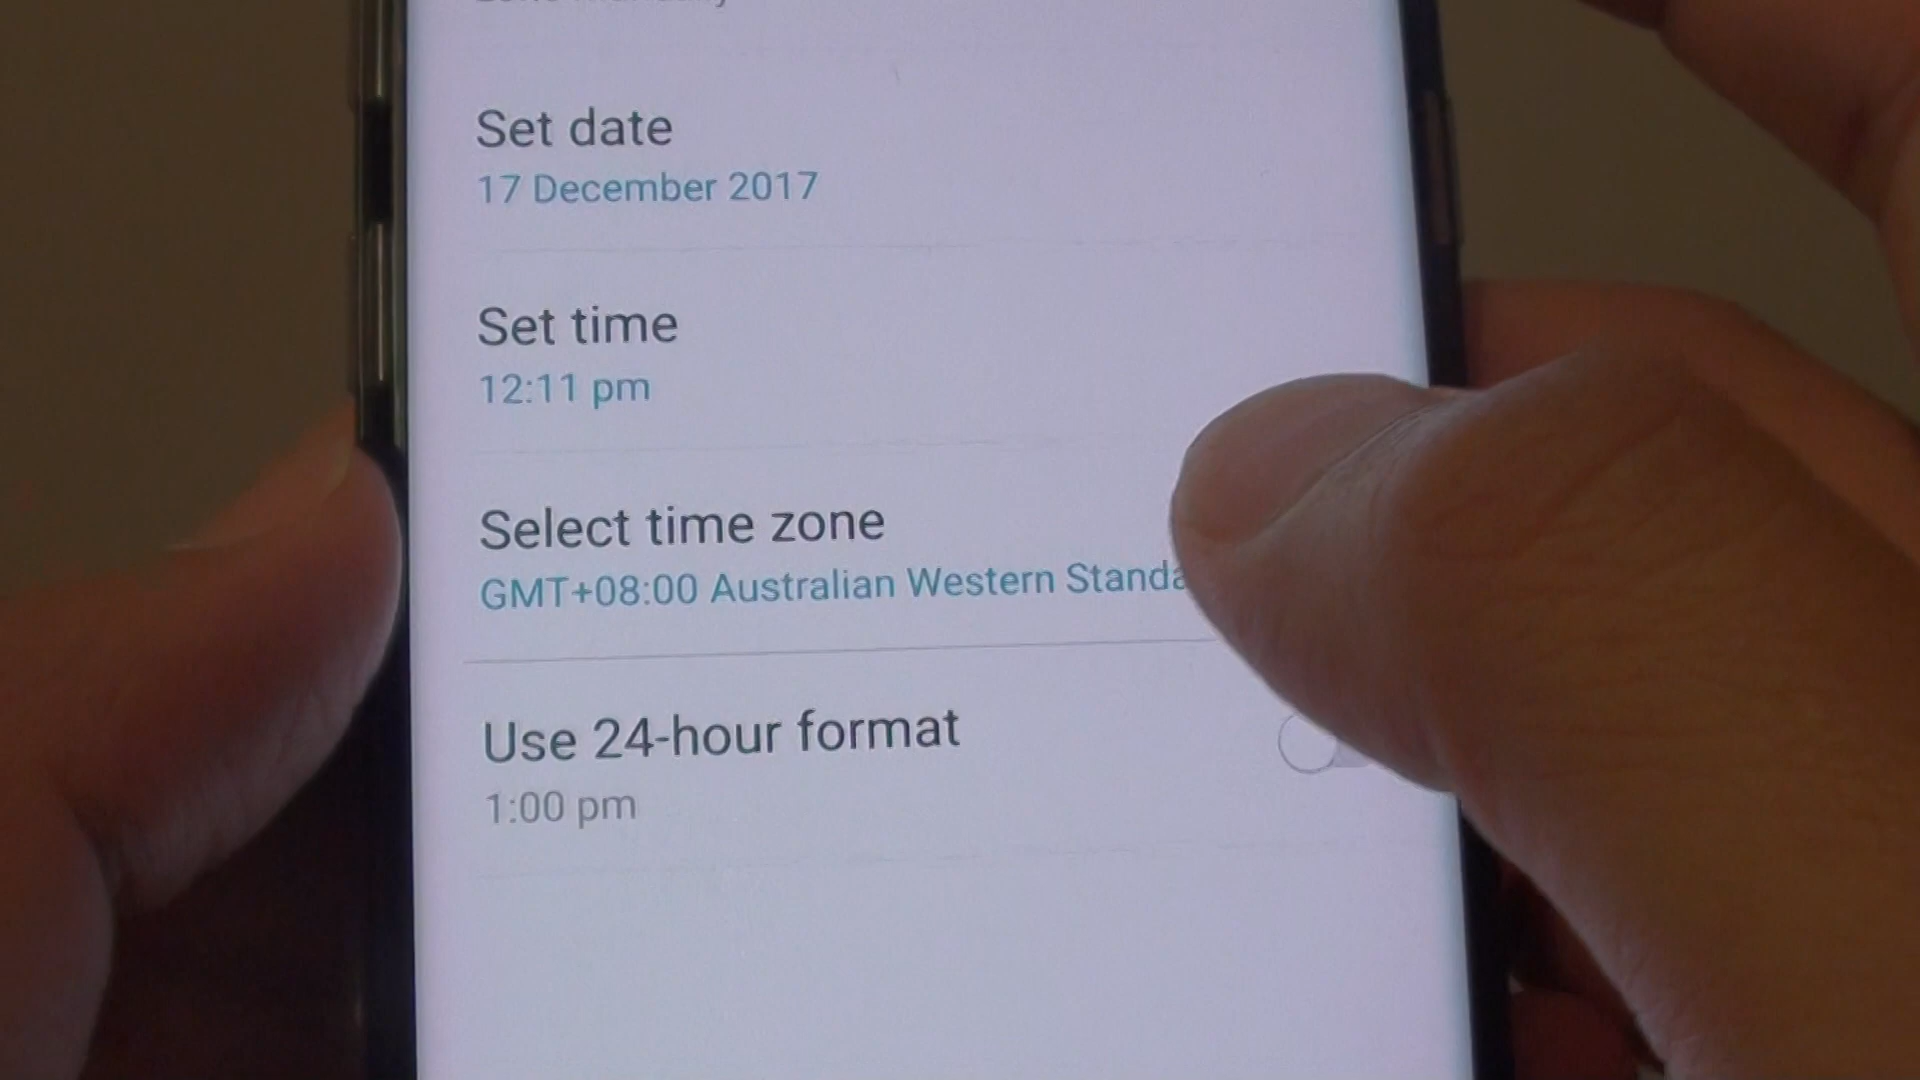 Set date
17 December 2017
Set time
12:11 pm
Select time zone
GMT+08:00 Australian Western Standa
Use 24-hour format
1:00 pm